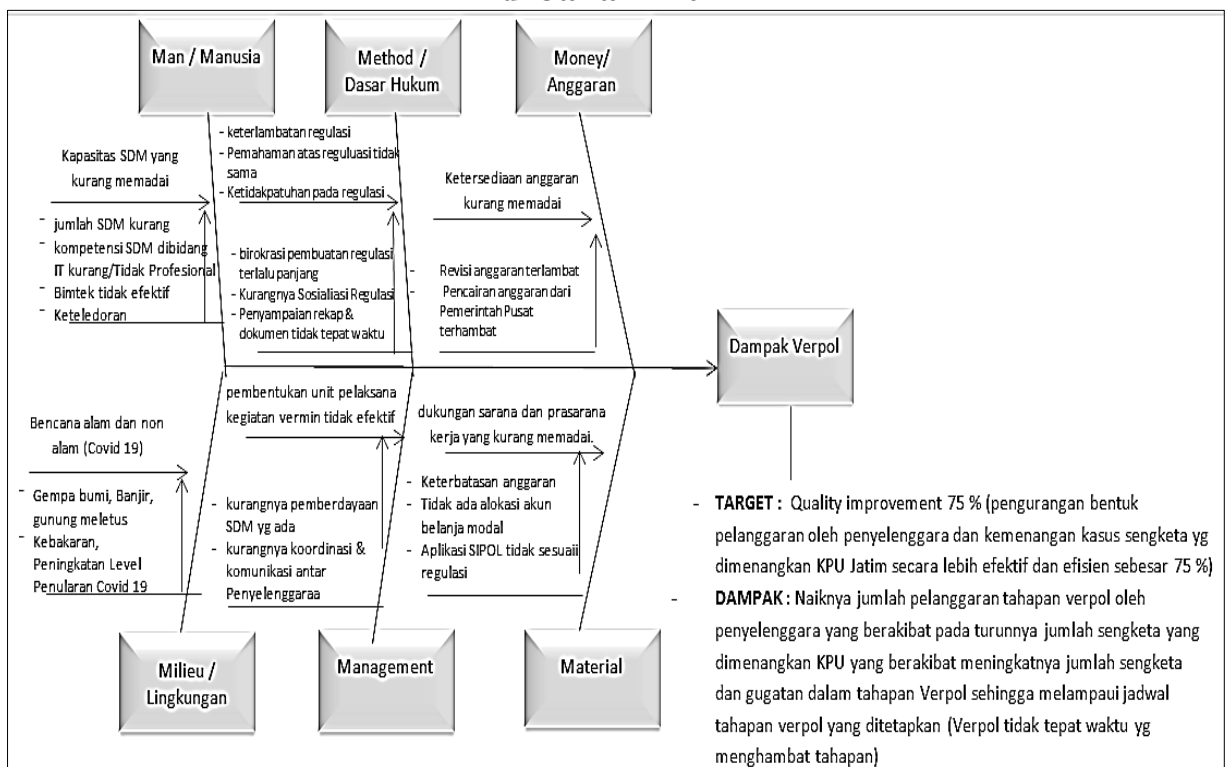 Man / Manusia
Method /
Dasar Hukum
Money/
Anggaran
Kapasitas SDM yang
kurang memadai
- jumlah SDM kurang
- kompetensi SDM dibidang
IT kurang/Tidak Profesional
- Bimtek tidak efektif
- Keteledoran
- keterlambatan regulasi
- Pemahaman atas reguluasi tidak
sama
- Ketidakpatuhan pada regulasi
- birokrasi pembuatan regulasi
terlalu panjang
- Kurangnya Sosialiasi Regulasi
- Penyampaian rekap &
dokumen tidak tepat waktu
Ketersediaan anggaran
kurang memadai
- Revisi anggaran terlambat
- Pencairan anggaran dari
Pemerintah Pusat
terhambat
Dampak Verpol
Bencana alam dan non
alam (Covid 19)
- Gempa bumi, Banjir,
gunung meletus
- Kebakaran,
Peningkatan Level
Penularan Covid 19
pembentukan unit pelaksana
kegiatan vermin tidak efektif
- kurangnya pemberdayaan
SDM yg ada
- kurangnya koordinasi &
komunikasi antar
Penyelenggaraa
dukungan sarana dan prasarana
kerja yang kurang memadai.
- Keterbatasan anggaran
- Tidak ada alokasi akun
belanja modal
- Aplikasi SIPOL tidak sesuaii
regulasi
Milieu /
Lingkungan
Management
Material
- TARGET : Quality improvement 75 % (pengurangan bentuk
pelanggaran oleh penyelenggara dan kemenangan kasus sengketa yg
dimenangkan KPU Jatim secara lebih efektif dan efisien sebesar 75 %)
- DAMPAK : Naiknya jumlah pelanggaran tahapan verpol oleh
penyelenggara yang berakibat pada turunnya jumlah sengketa yang
dimenangkan KPU yang berakibat meningkatnya jumlah sengketa
dan gugatan dalam tahapan Verpol sehingga melampaui jadwal
tahapan verpol yang ditetapkan (Verpol tidak tepat waktu yg
menghambat tahapan)